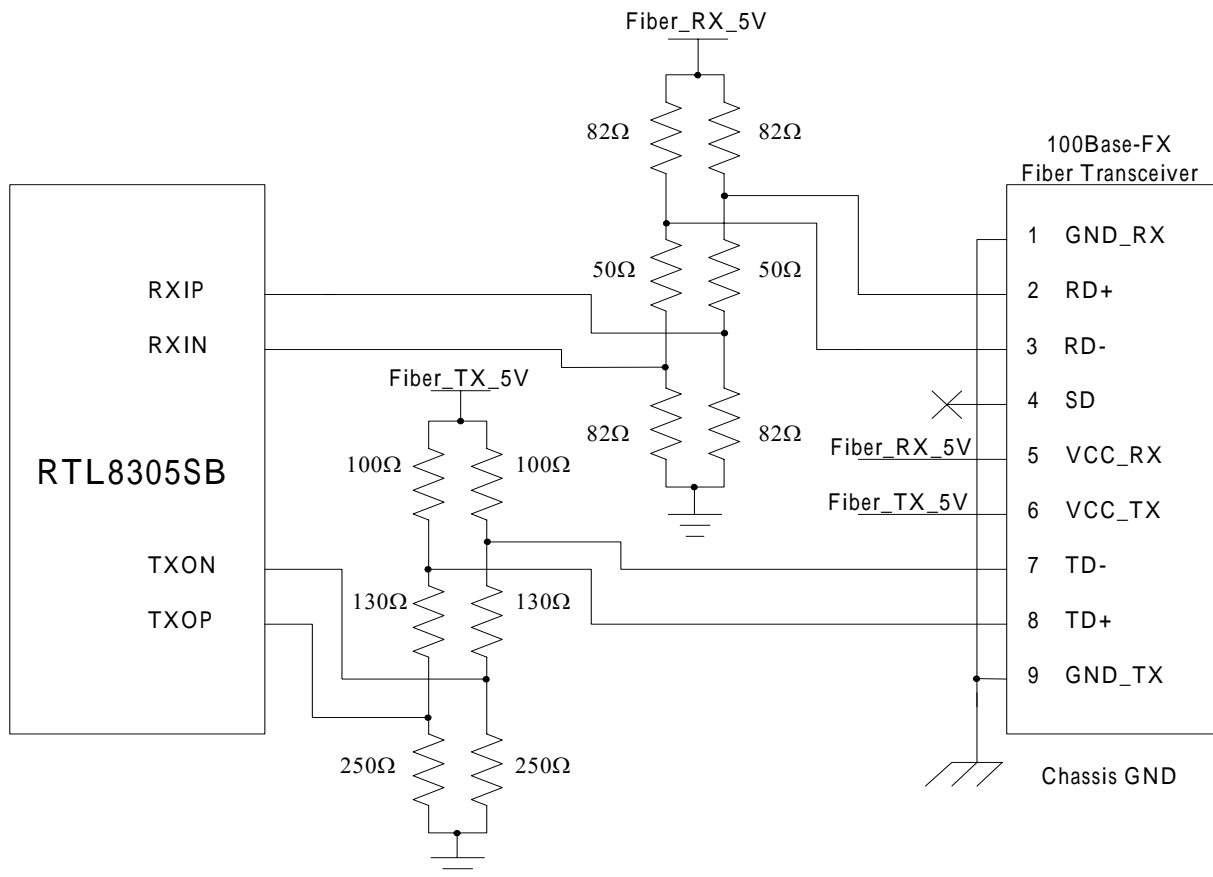 Fiber_RX_5V
82Ω
82Ω
50Ω
50Ω
82Ω
82Ω
Fiber_TX_5V
100Ω
100Ω
130Ω
130Ω
250Ω
250Ω
RTL8305SB
RXIP
RXIN
TXON
TXOP
100Base-FX
Fiber Transceiver
1 GND_RX
2 RD+
3 RD-
4 SD
Fiber_RX_5V
5 VCC_RX
Fiber_TX_5V
6 VCC_TX
7 TD-
8 TD+
9 GND_TX
Chassis GND